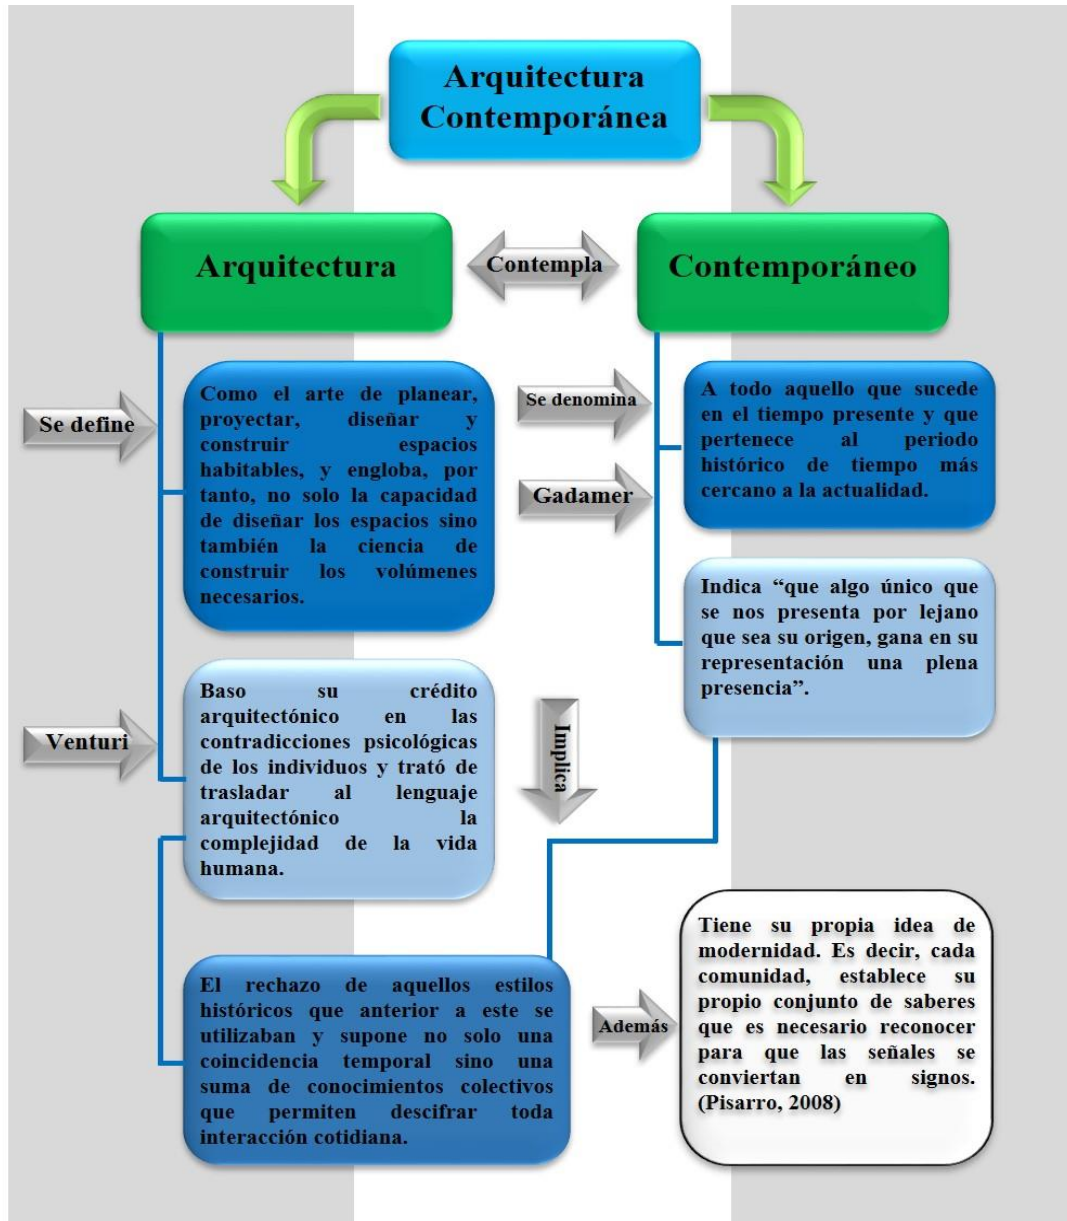 Arquitectura
Contemporánea
Arquitectura
Contempla
Contemporáneo
Se define
Como el arte de planear,
proyectar, diseñar y
construir espacios
habitables, y engloba, por
tanto, no solo la capacidad
de diseñar los espacios sino
también la ciencia de
construir los volúmenes
necesarios.
Venturi
Baso su crédito
arquitectónico en las
contradicciones psicológicas
de los individuos y trató de
trasladar al lenguaje
arquitectónico la
complejidad de la vida
humana.
Se denomina
A todo aquello que sucede
en el tiempo presente y que
pertenece al periodo
histórico de tiempo más
cercano a la actualidad.
Gadamer
Indica “que algo único que
se nos presenta por lejano
que sea su origen, gana en su
representación una plena
presencia”.
Implica
El rechazo de aquellos estilos
históricos que anterior a este se
utilizaban y supone no solo una
coincidencia temporal sino una
suma de conocimientos colectivos
que permiten descifrar toda
interacción cotidiana.
Además
Tiene su propia idea de
modernidad. Es decir, cada
comunidad, establece su
propio conjunto de saberes
que es necesario reconocer
para que las señales se
conviertan en signos.
(Pisarro, 2008)